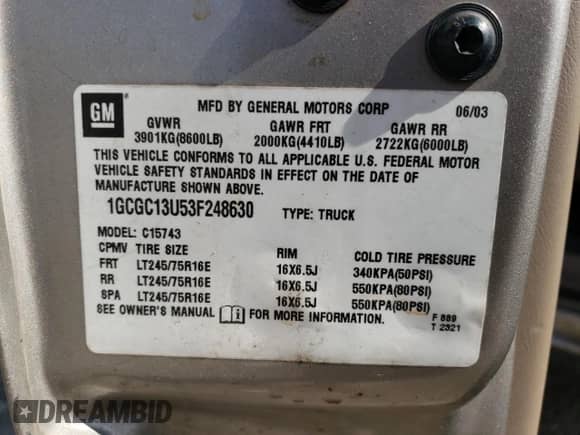 GM
MFD BY GENERAL MOTORS CORP 06/03
GVWR GAWR FRT GAWR RR
3901KG(8600LB) 2000KG(4410LB) 2722KG(6000LB)
THIS VEHICLE CONFORMS TO ALL APPLICABLE U.S. FEDERAL MOTOR
VEHICLE SAFETY STANDARDS IN EFFECT ON THE DATE OF
MANUFACTURE SHOWN ABOVE.
1GCGC13U53F248630 TYPE: TRUCK
MODEL: C15743
CPMV TIRE SIZE RIM COLD TIRE PRESSURE
FRT LT245/75R16E 16X6.5J 340KPA(50PSI)
RR LT245/75R16E 16X6.5J 550KPA(80PSI)
SPA LT245/75R16E 16X6.5J 550KPA(80PSI)
SEE OWNER'S MANUAL i FOR MORE INFORMATION.
F 889
T 2321
DREAMBID